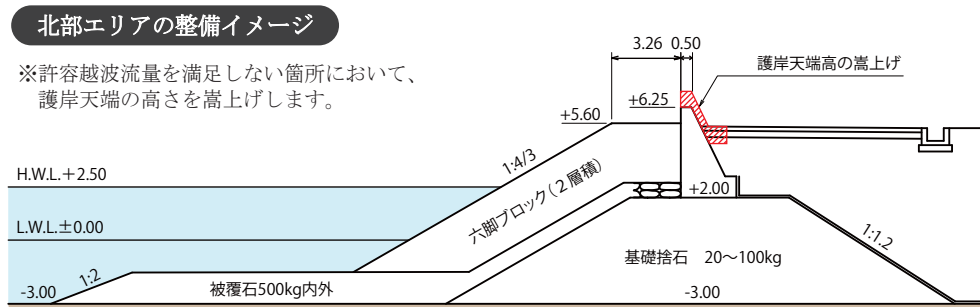 北部エリアの整備イメージ
※許容越波流量を満足しない箇所において、
護岸天端の高さを嵩上げします。
3.26 0.50
護岸天端高の嵩上げ
+6.25
+5.60
1:4/3
H.W.L.+2.50
六脚ブロック(2層積)
+2.00
L.W.L.±0.00
1:1.2
1:2
基礎捨石 20～100kg
-3.00
被覆石500kg内外
-3.00